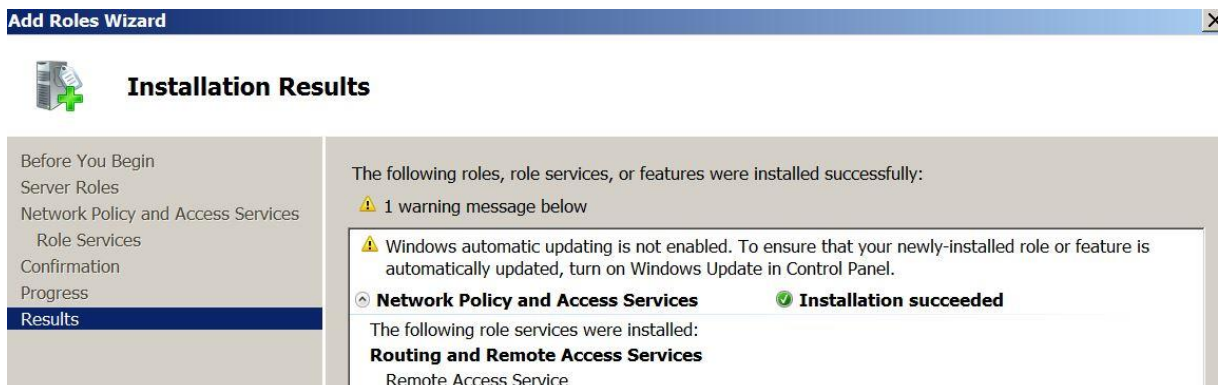 Add Roles Wizard
Installation Results
Before You Begin
Server Roles
Network Policy and Access Services
Role Services
Confirmation
Progress
Results
The following roles, role services, or features were installed successfully:
1 warning message below
Windows automatic updating is not enabled. To ensure that your newly-installed role or feature is
automatically updated, turn on Windows Update in Control Panel.
Network Policy and Access Services Installation succeeded
The following role services were installed:
Routing and Remote Access Services
Remote Access Service